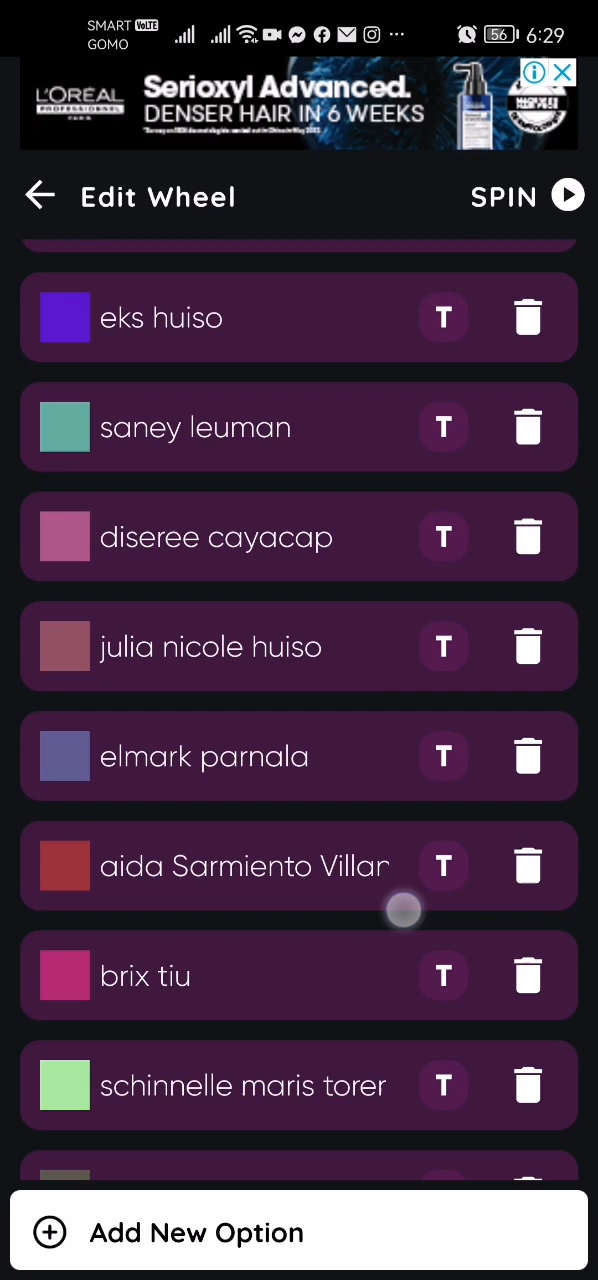 SMART VoLTE
GOMO
56 6:29
L'ORÉAL
PROFESSIONNEL
PARIS
Serioxyl Advanced.
DENSER HAIR IN 6 WEEKS
Edit Wheel
SPIN
eks huiso
T
saney leuman
T
diseree cayacap
T
julia nicole huiso
T
elmark parnala
T
aida Sarmiento Villar
T
brix tiu
T
schinnelle maris torer
T
Add New Option